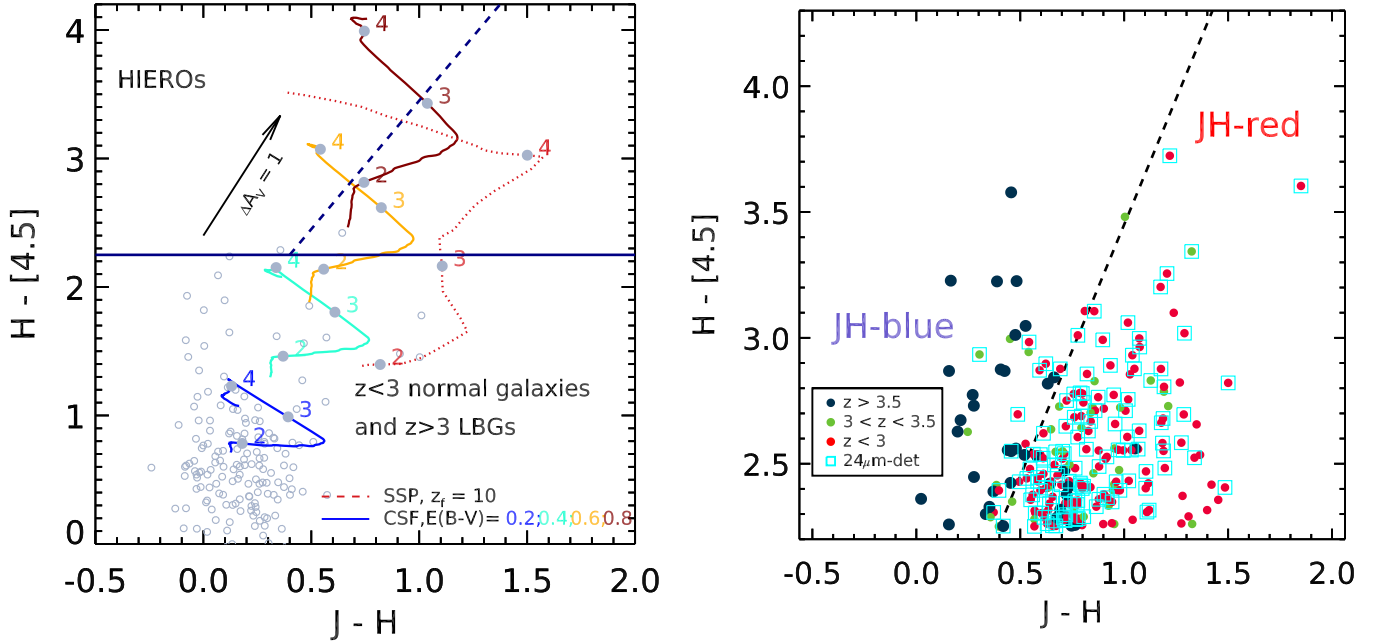 4
3
2
1
0
-0.5
0.0
0.5
1.0
1.5
2.0
H - [4.5]
J - H
HIEROs
ΔAV = 1
4
3
2
4
3
2
4
3
2
4
3
2
4
3
2
z<3 normal galaxies
and z>3 LBGs
SSP, zf = 10
CSF,E(B-V)= 0.2;0.4;0.6;0.8
4.0
3.5
3.0
2.5
-0.5
0.0
0.5
1.0
1.5
2.0
H - [4.5]
J - H
JH-red
JH-blue
z > 3.5
3 < z < 3.5
z < 3
24μm-det